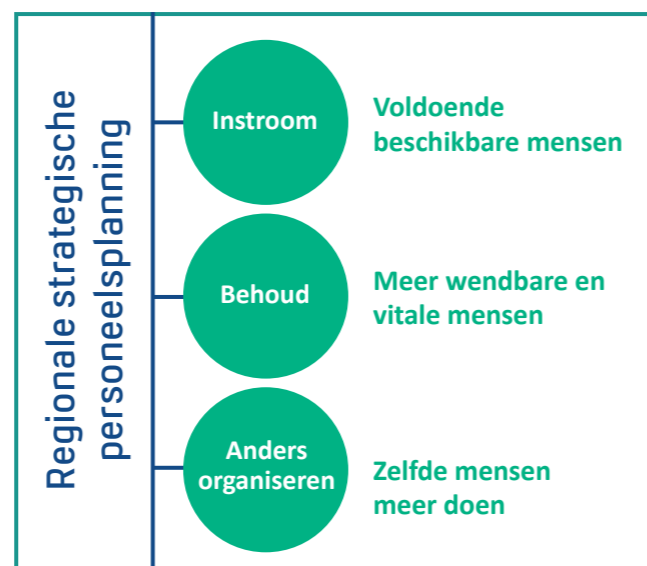 Regionale strategische
personeelsplanning
Instroom
Voldoende
beschikbare mensen
Behoud
Meer wendbare en
vitale mensen
Anders
organiseren
Zelfde mensen
meer doen